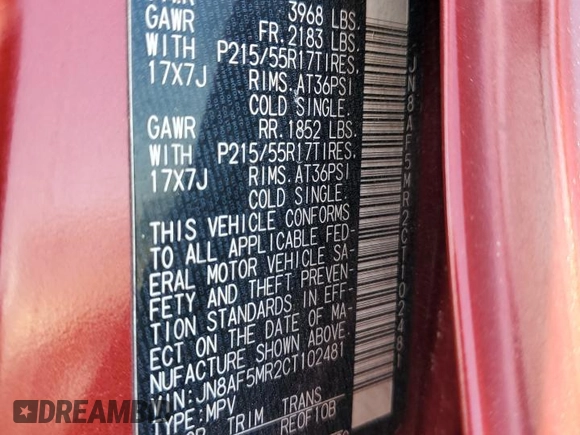 GAWR 3968 LBS.
FR. 2183 LBS.
WITH P215/55R17TIRES,
17X7J RIMS.AT36PSI
COLD SINGLE.
GAWR RR. 1852 LBS.
WITH P215/55R17TIRES,
17X7J RIMS.AT36PSI
COLD SINGLE.
THIS VEHICLE CONFORMS
TO ALL APPLICABLE FED-
ERAL MOTOR VEHICLE SA-
FETY AND THEFT PREVEN-
TION STANDARDS IN EFF-
ECT ON THE DATE OF MA-
NUFACTURE SHOWN ABOVE.
VIN: JN8AF5MR2CT102481
TYPE: MPV
TRIM TRANS
RE0F10B
JN8AF5MR2CT102481
DREAMBID